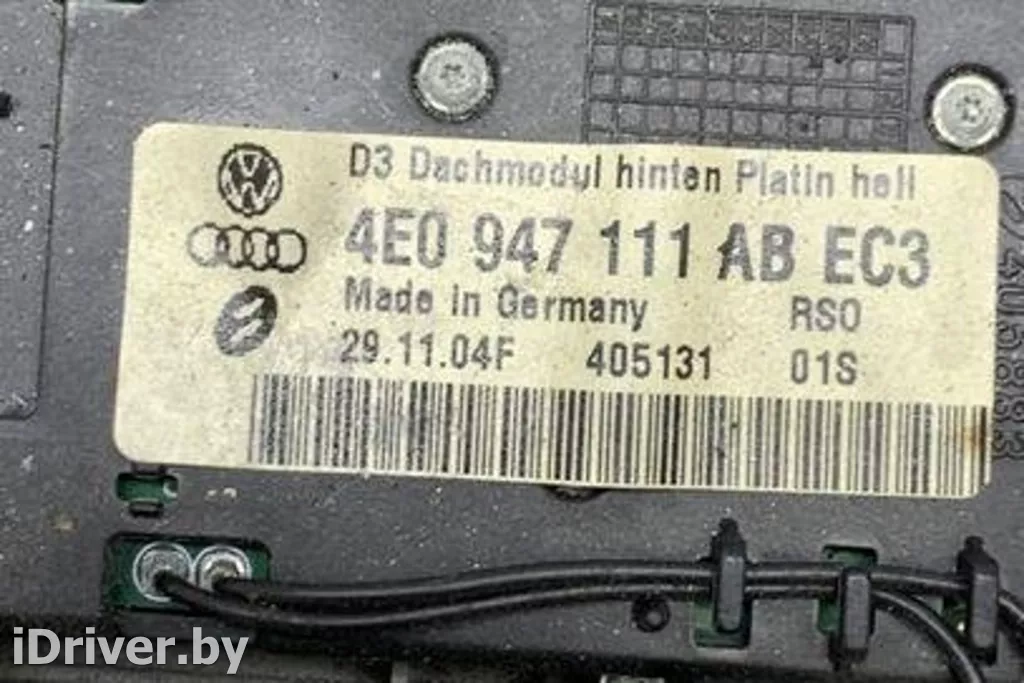 D3 Dachmodul hinten Platin hell
4E0 947 111 AB EC3
Made in Germany RSO
29.11.04F 405131 01S
iDriver.by